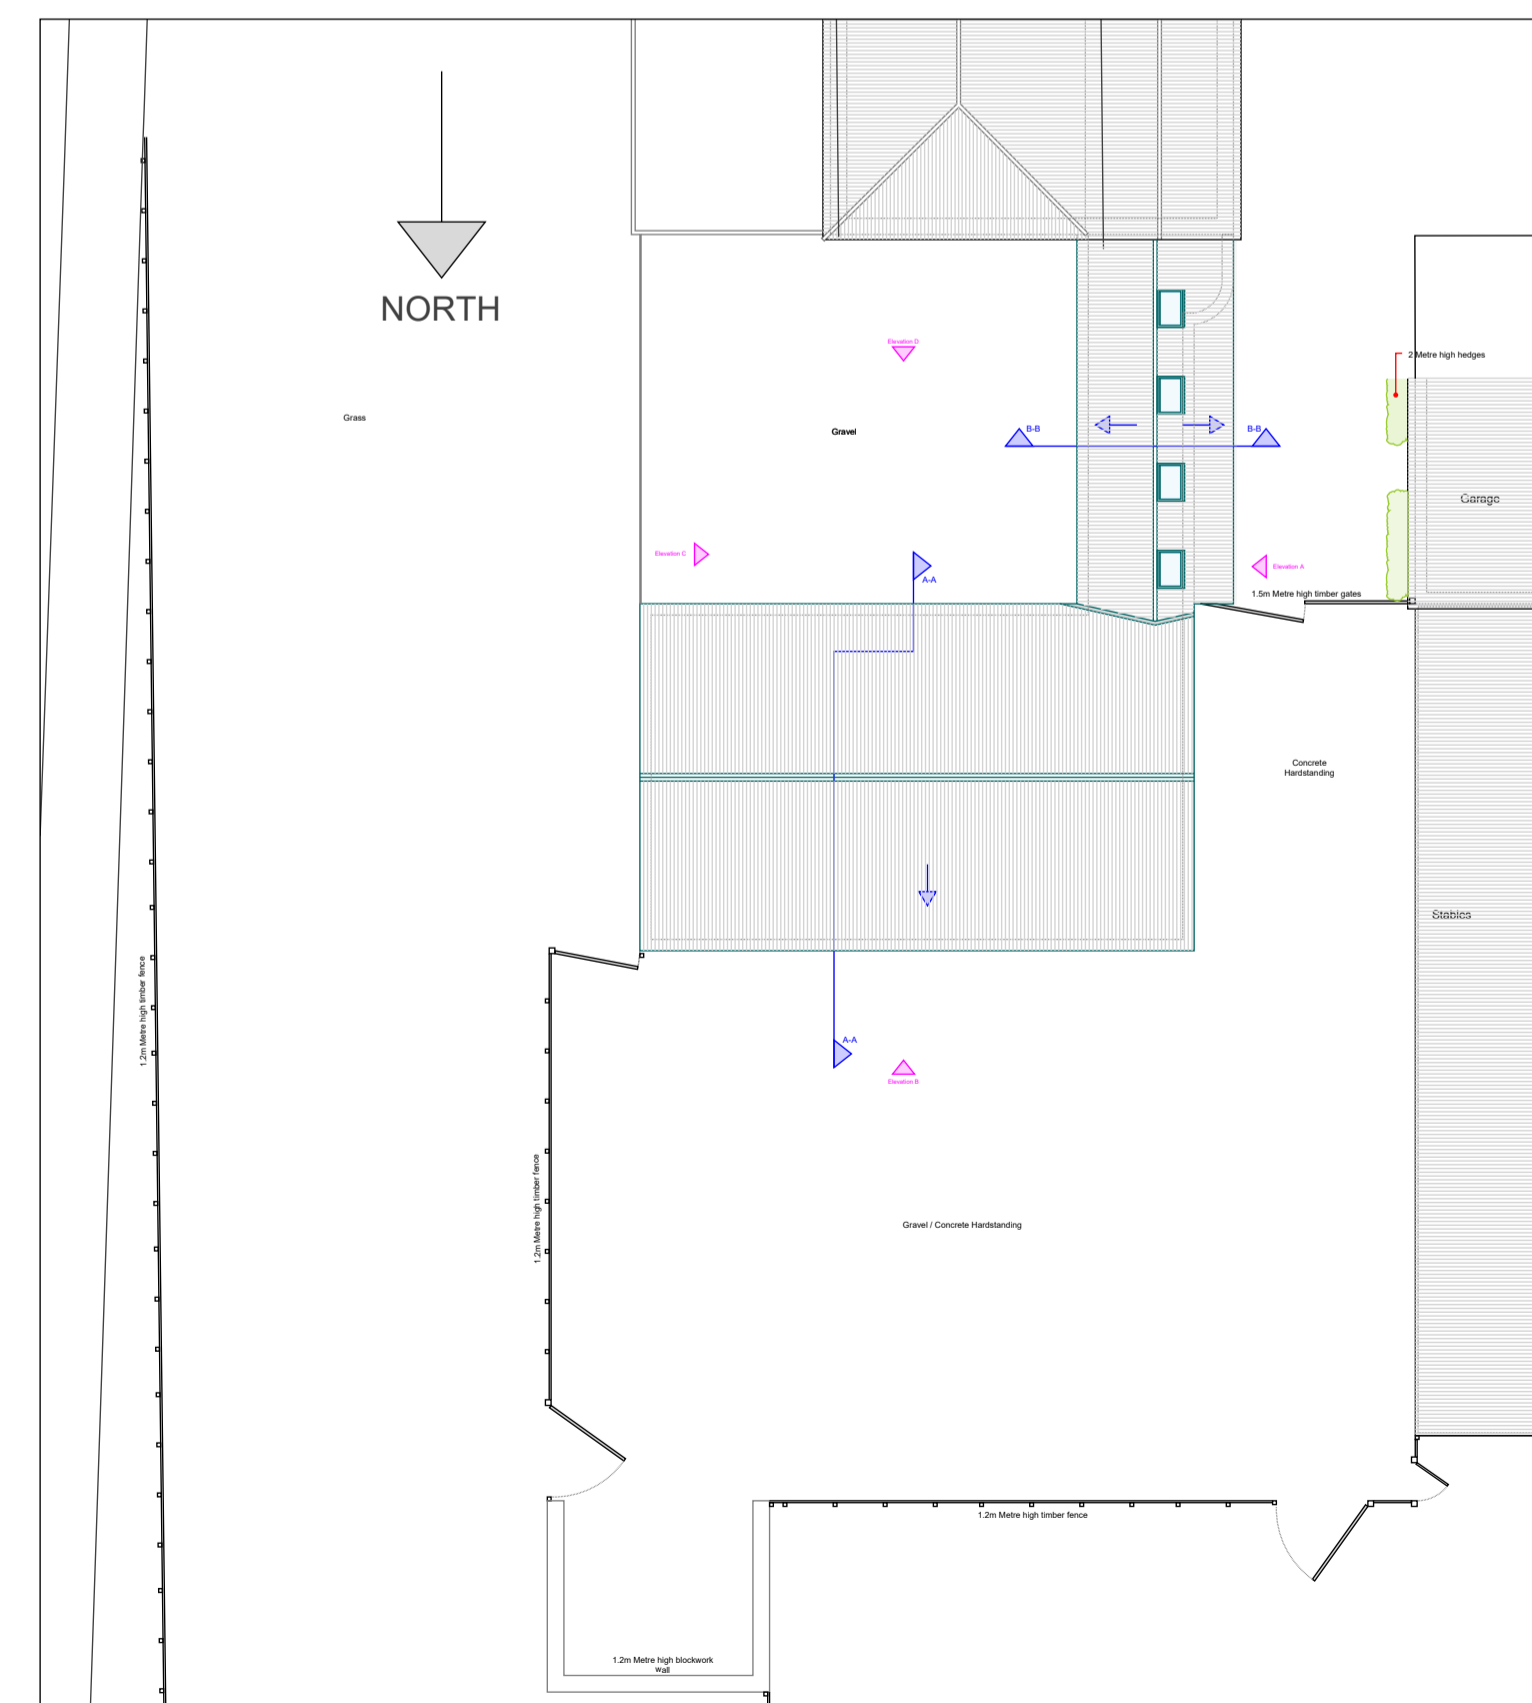 NORTH
Elevation D
2 Metre high hedges
Grass
Gravel
B-B
B-B
Garage
Elevation C
A-A
Elevation A
1.5m Metre high timber gates
Concrete
Hardstanding
Stables
1.2m Metre high timber fence
A-A
Elevation B
1.2m Metre high timber fence
Gravel / Concrete Hardstanding
1.2m Metre high timber fence
1.2m Metre high blockwork
wall